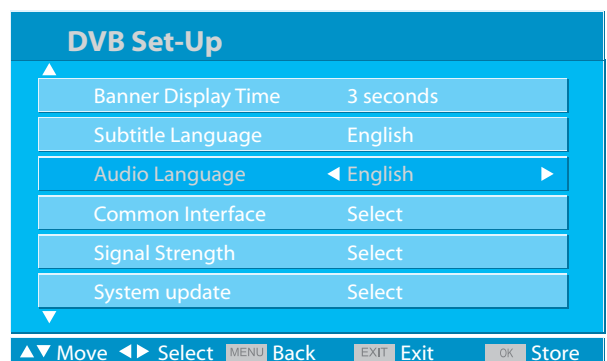 DVB Set-Up
Banner Display Time 3 seconds
Subtitle Language English
Audio Language English
Common Interface Select
Signal Strength Select
System update Select
Move Select MENU Back EXIT Exit OK Store